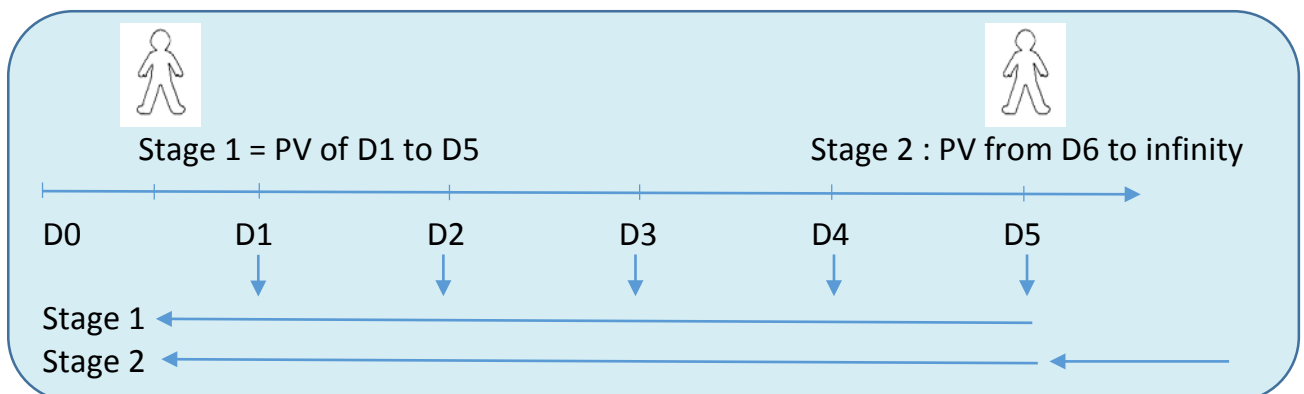 Stage 1 = PV of D1 to D5 Stage 2 : PV from D6 to infinity
D0 D1 D2 D3 D4 D5
Stage 1
Stage 2